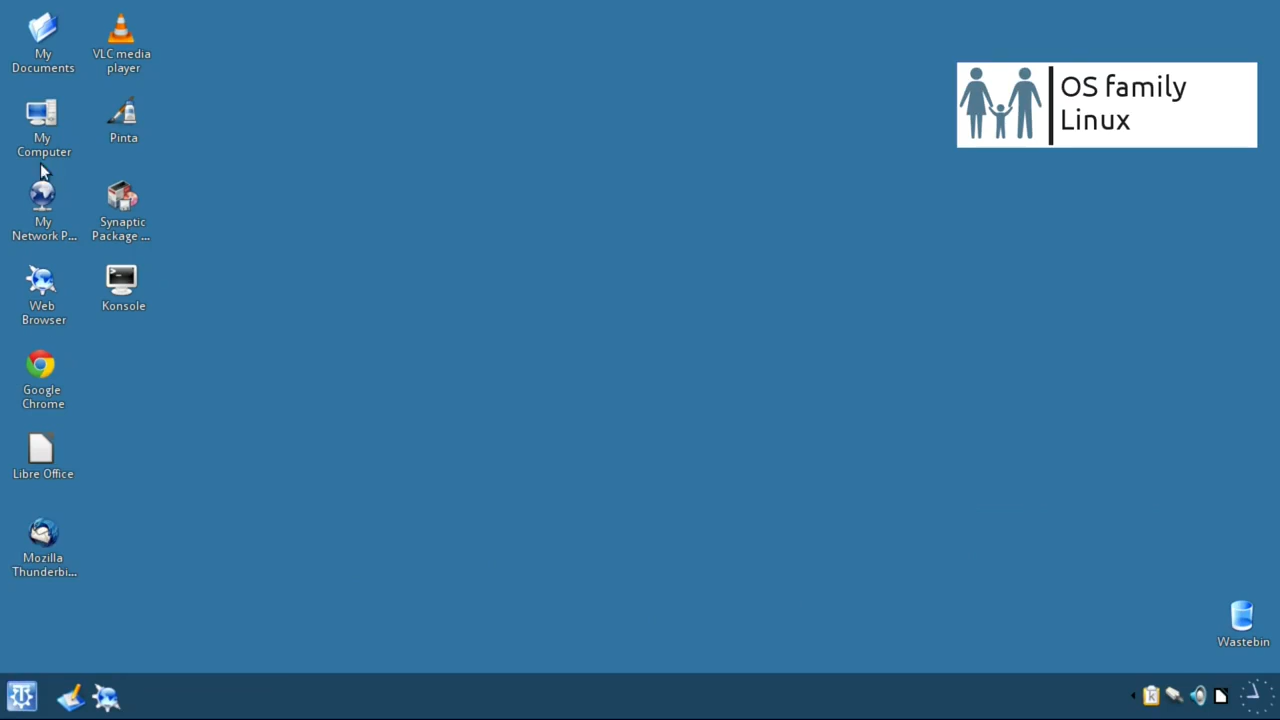 My
Documents
VLC media
player
My
Computer
Pinta
My
Network P...
Synaptic
Package ...
Web
Browser
Konsole
Google
Chrome
Libre Office
Mozilla
Thunderbi...
OS family
Linux
Wastebin